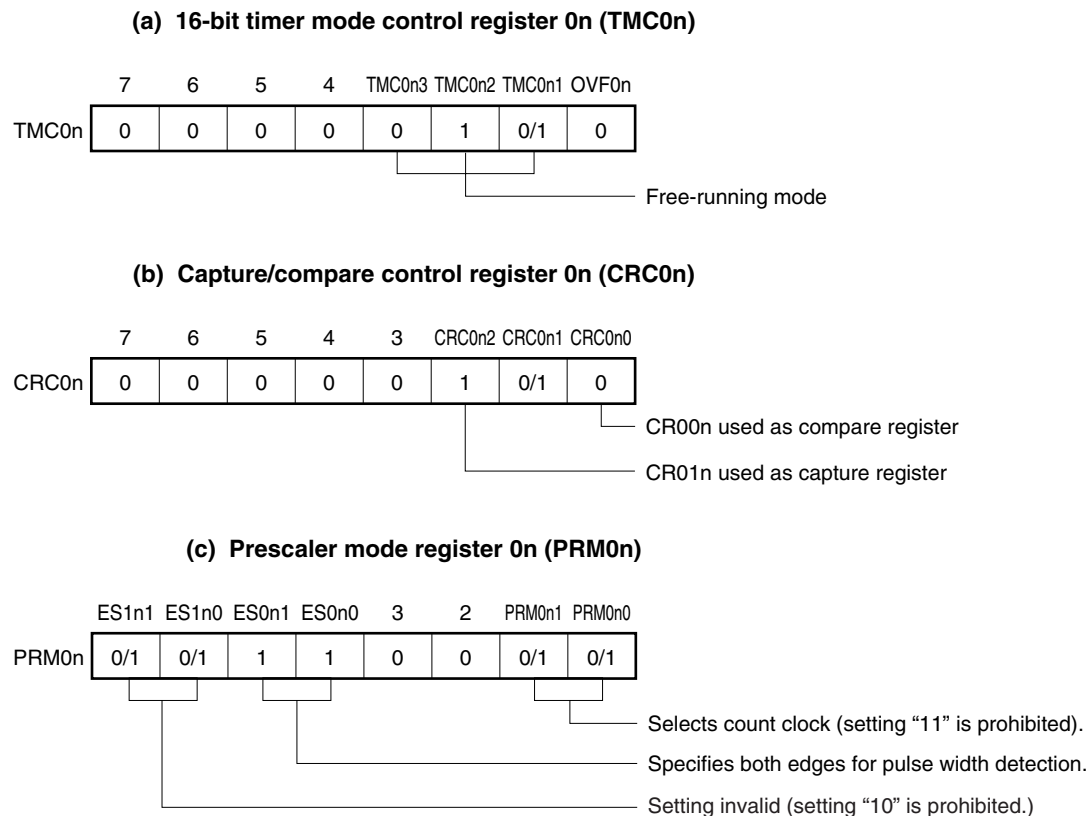 (a) 16-bit timer mode control register 0n (TMC0n)
7 6 5 4 TMC0n3 TMC0n2 TMC0n1 OVF0n
TMC0n 0 0 0 0 0 1 0/1 0
Free-running mode
(b) Capture/compare control register 0n (CRC0n)
7 6 5 4 3 CRC0n2 CRC0n1 CRC0n0
CRC0n 0 0 0 0 0 1 0/1 0
CR00n used as compare register
CR01n used as capture register
(c) Prescaler mode register 0n (PRM0n)
ES1n1 ES1n0 ES0n1 ES0n0 3 2 PRM0n1 PRM0n0
PRM0n 0/1 0/1 1 1 0 0 0/1 0/1
Selects count clock (setting “11” is prohibited).
Specifies both edges for pulse width detection.
Setting invalid (setting “10” is prohibited.)